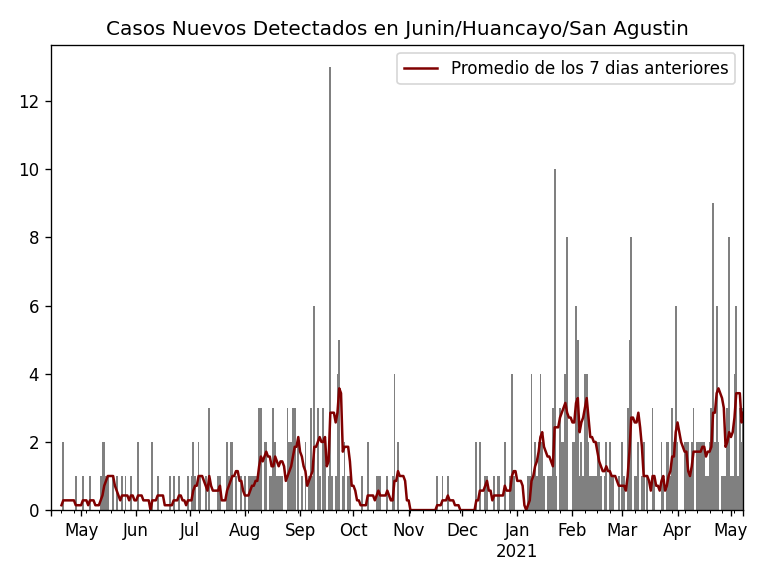 Casos Nuevos Detectados en Junin/Huancayo/San Agustin
Promedio de los 7 dias anteriores
12
10
8
6
4
2
0
May Jun Jul Aug Sep Oct Nov Dec Jan Feb Mar Apr May
2021